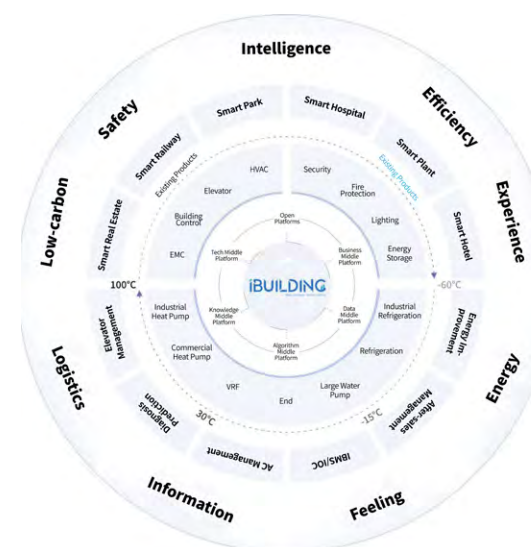 Intelligence
Efficiency
Experience
Energy
Feeling
Information
Logistics
Low-carbon
Safety
Smart Park
Smart Hospital
Smart Plant
Smart Hotel
Energy Im-
provement
After-sales
Management
IBMS/IOC
AC Management
Diagnosis
Prediction
Elevator
Management
Smart Real Estate
Smart Railway
Existing Products
Existing Products
100°C
-60°C
30°C
-15°C
HVAC
Security
Fire
Protection
Lighting
Energy
Storage
Industrial
Refrigeration
Refrigeration
Large Water
Pump
End
VRF
Commercial
Heat Pump
Industrial
Heat Pump
EMC
Building
Control
Elevator
Open
Platforms
Business Middle
Platform
Data Middle
Platform
Algorithm
Middle
Platform
Knowledge
Middle
Platform
Tech Middle
Platform
iBUILDING